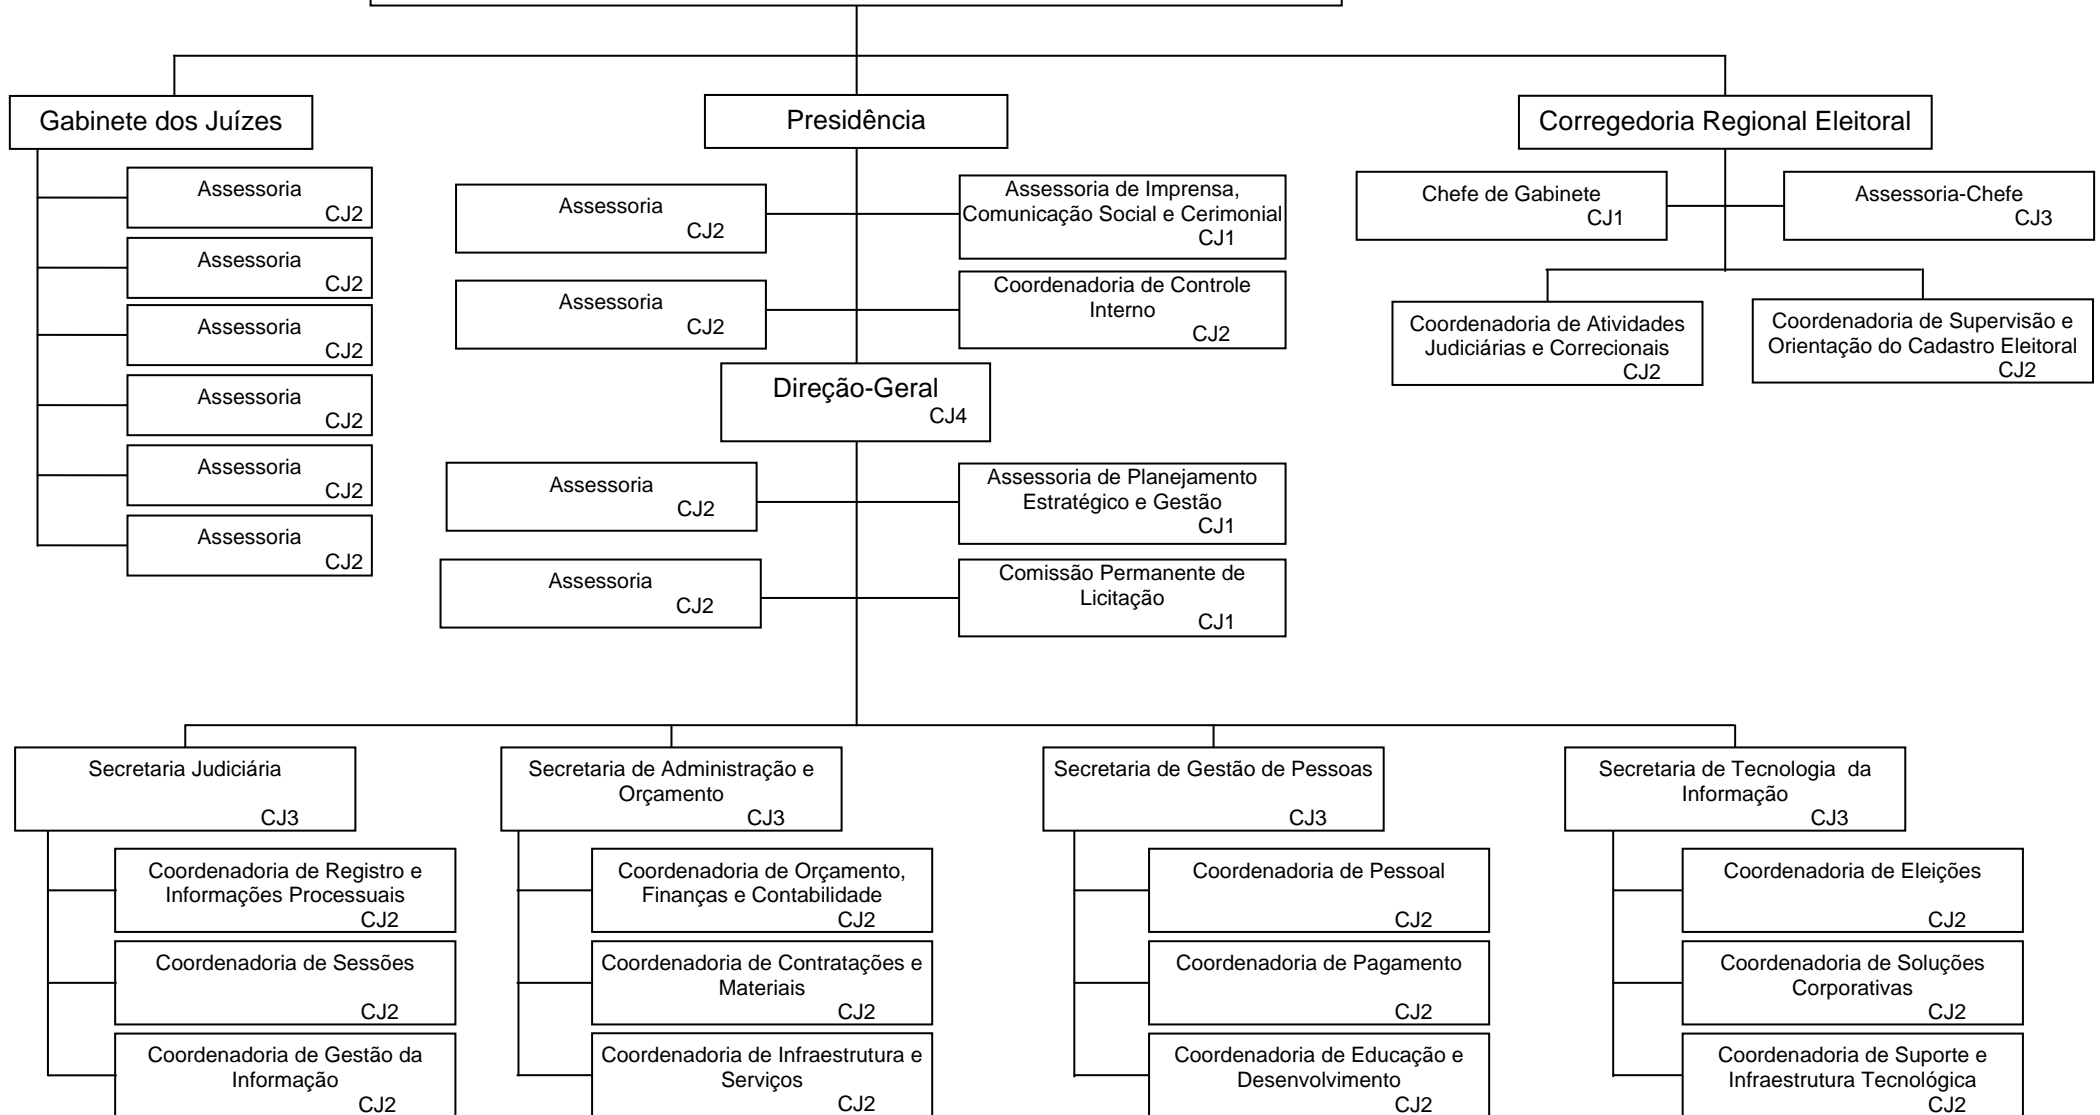 Gabinete dos Juízes
Presidência
Corregedoria Regional Eleitoral
Assessoria
CJ2
Assessoria
CJ2
Assessoria
CJ2
Assessoria
CJ2
Assessoria
CJ2
Assessoria
CJ2
Assessoria
CJ2
Assessoria de Imprensa,
Comunicação Social e Cerimonial
CJ1
Assessoria
CJ2
Coordenadoria de Controle
Interno
CJ2
Chefe de Gabinete
CJ1
Assessoria-Chefe
CJ3
Coordenadoria de Atividades
Judiciárias e Correcionais
CJ2
Coordenadoria de Supervisão e
Orientação do Cadastro Eleitoral
CJ2
Direção-Geral
CJ4
Assessoria
CJ2
Assessoria de Planejamento
Estratégico e Gestão
CJ1
Assessoria
CJ2
Comissão Permanente de
Licitação
CJ1
Secretaria Judiciária
CJ3
Coordenadoria de Registro e
Informações Processuais
CJ2
Coordenadoria de Sessões
CJ2
Coordenadoria de Gestão da
Informação
CJ2
Secretaria de Administração e
Orçamento
CJ3
Coordenadoria de Orçamento,
Finanças e Contabilidade
CJ2
Coordenadoria de Contratações e
Materiais
CJ2
Coordenadoria de Infraestrutura e
Serviços
CJ2
Secretaria de Gestão de Pessoas
CJ3
Coordenadoria de Pessoal
CJ2
Coordenadoria de Pagamento
CJ2
Coordenadoria de Educação e
Desenvolvimento
CJ2
Secretaria de Tecnologia da
Informação
CJ3
Coordenadoria de Eleições
CJ2
Coordenadoria de Soluções
Corporativas
CJ2
Coordenadoria de Suporte e
Infraestrutura Tecnológica
CJ2